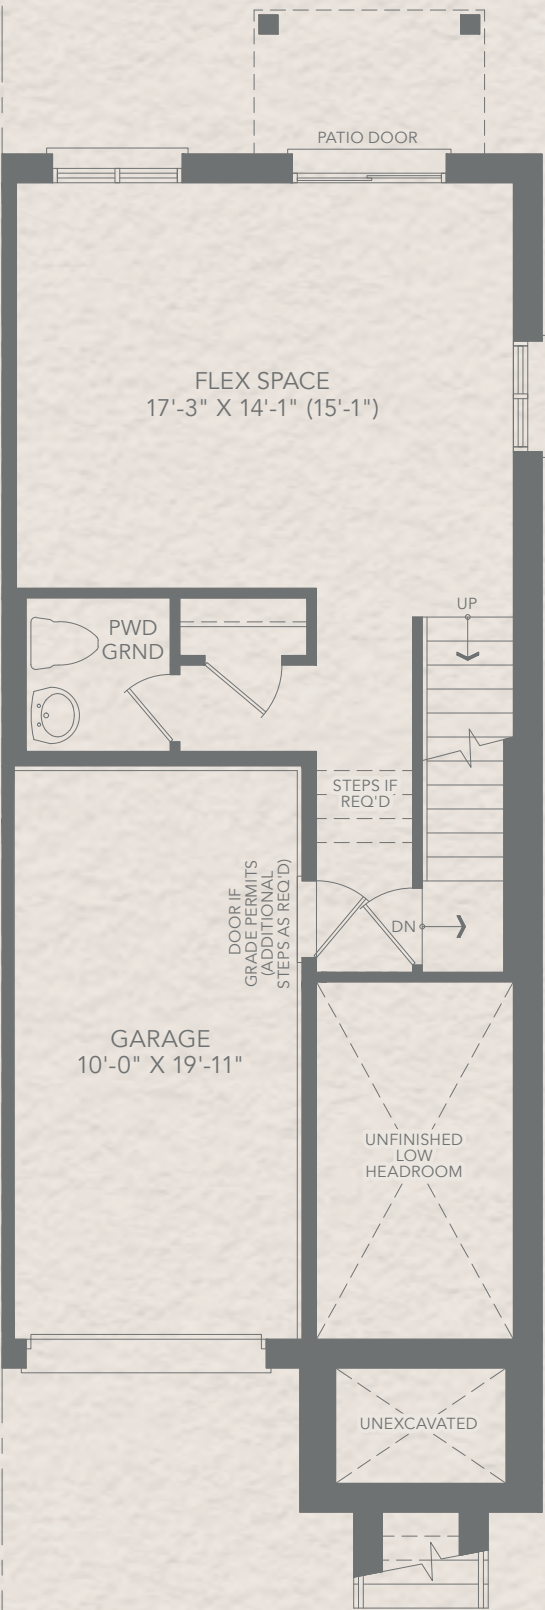 PATIO DOOR
FLEX SPACE
17'-3" X 14'-1" (15'-1")
UP
PWD
GRND
STEPS IF
REQ'D
DOOR IF
GRADE PERMITS
(ADDITIONAL
STEPS AS REQ'D)
DN
GARAGE
10'-0" X 19'-11"
UNFINISHED
LOW
HEADROOM
UNEXCAVATED